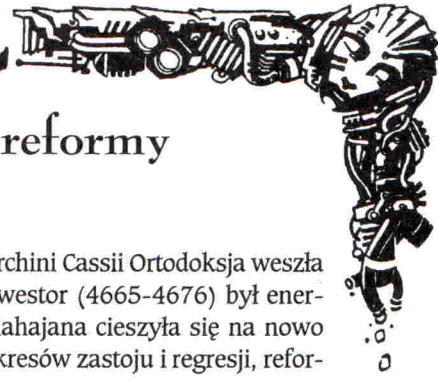 reformy
rchini Cassii Ortodoksja weszła
westor (4665-4676) był ener-
ahajana cieszyła się na nowo
kresów zastoju i regresji, refor-